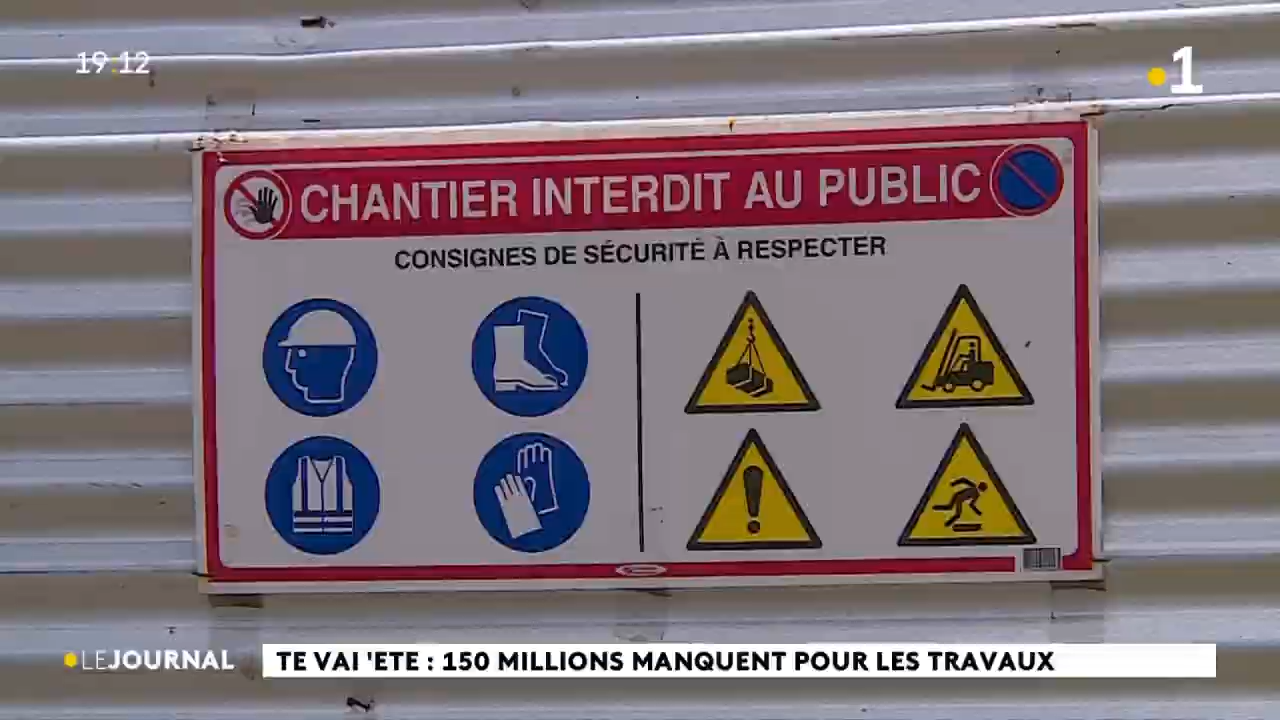 19:12
1
CHANTIER INTERDIT AU PUBLIC
CONSIGNES DE SÉCURITÉ À RESPECTER
LEJOURNAL
TE VAI 'ETE : 150 MILLIONS MANQUENT POUR LES TRAVAUX